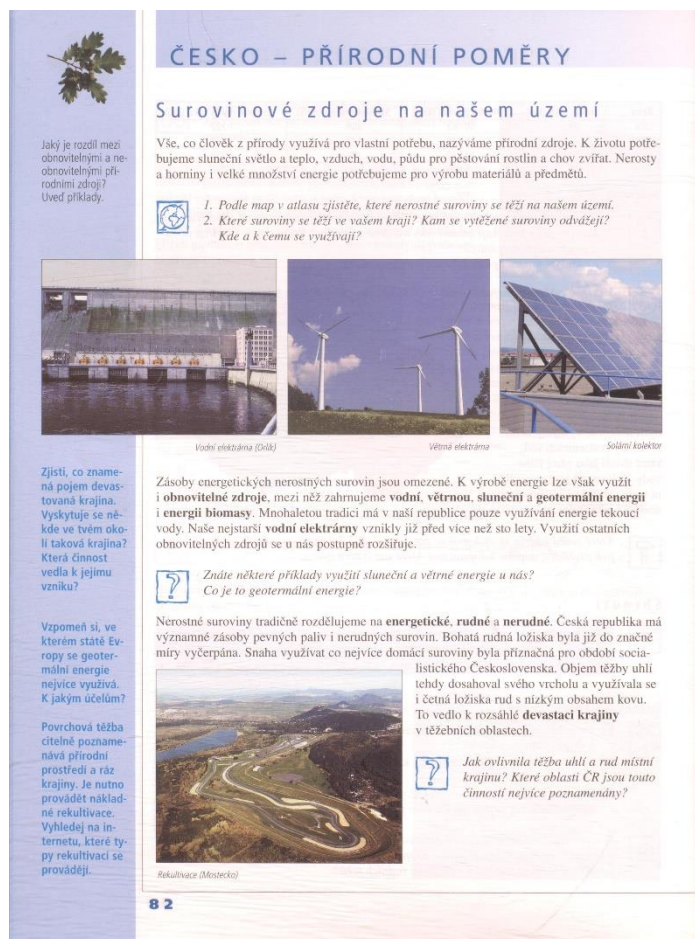 ČESKO – PŘÍRODNÍ POMĚRY
Surovinové zdroje na našem území
Jaký je rozdíl mezi
obnovitelnými a ne-
obnovitelnými pří-
rodními zdroji?
Uveď příklady.
Vše, co člověk z přírody využívá pro vlastní potřebu, nazýváme přírodní zdroje. K životu potře-
bujeme sluneční světlo a teplo, vzduch, vodu, půdu pro pěstování rostlin a chov zvířat. Nerosty
a horniny i velké množství energie potřebujeme pro výrobu materiálů a předmětů.
1. Podle map v atlasu zjistěte, které nerostné suroviny se těží na našem území.
2. Které suroviny se těží ve vašem kraji? Kam se vytěžené suroviny odvážejí?
Kde a k čemu se využívají?
Vodní elektrárna (Orlík)
Větrná elektrárna
Solární kolektor
Zjisti, co zname-
ná pojem devas-
tovaná krajina.
Vyskytuje se ně-
kde ve tvém oko-
lí taková krajina?
Která činnost
vedla k jejímu
vzniku?
Zásoby energetických nerostných surovin jsou omezené. K výrobě energie lze však využít
i obnovitelné zdroje, mezi něž zahrnujeme vodní, větrnou, sluneční a geotermální energii
i energii biomasy. Mnohaletou tradici má v naší republice pouze využívání energie tekoucí
vody. Naše nejstarší vodní elektrárny vznikly již před více než sto lety. Využití ostatních
obnovitelných zdrojů se u nás postupně rozšiřuje.
Znáte některé příklady využití sluneční a větrné energie u nás?
Co je to geotermální energie?
Vzpomeň si, ve
kterém státě Ev-
ropy se geoter-
mální energie
nejvíce využívá.
K jakým účelům?
Povrchová těžba
citelně pozname-
nává přírodní
prostředí a ráz
krajiny. Je nutno
provádět náklad-
né rekultivace.
Vyhledej na in-
ternetu, které ty-
py rekultivací se
provádějí.
Nerostné suroviny tradičně rozdělujeme na energetické, rudné a nerudné. Česká republika má
významné zásoby pevných paliv i nerudných surovin. Bohatá rudná ložiska byla již do značné
míry vyčerpána. Snaha využívat co nejvíce domácí suroviny byla příznačná pro období socia-
listického Československa. Objem těžby uhlí
tehdy dosahoval svého vrcholu a využívala se
i četná ložiska rud s nízkým obsahem kovu.
To vedlo k rozsáhlé devastaci krajiny
v těžebních oblastech.
Jak ovlivnila těžba uhlí a rud místní
krajinu? Které oblasti ČR jsou touto
činností nejvíce poznamenány?
Rekultivace (Mostecko)
82